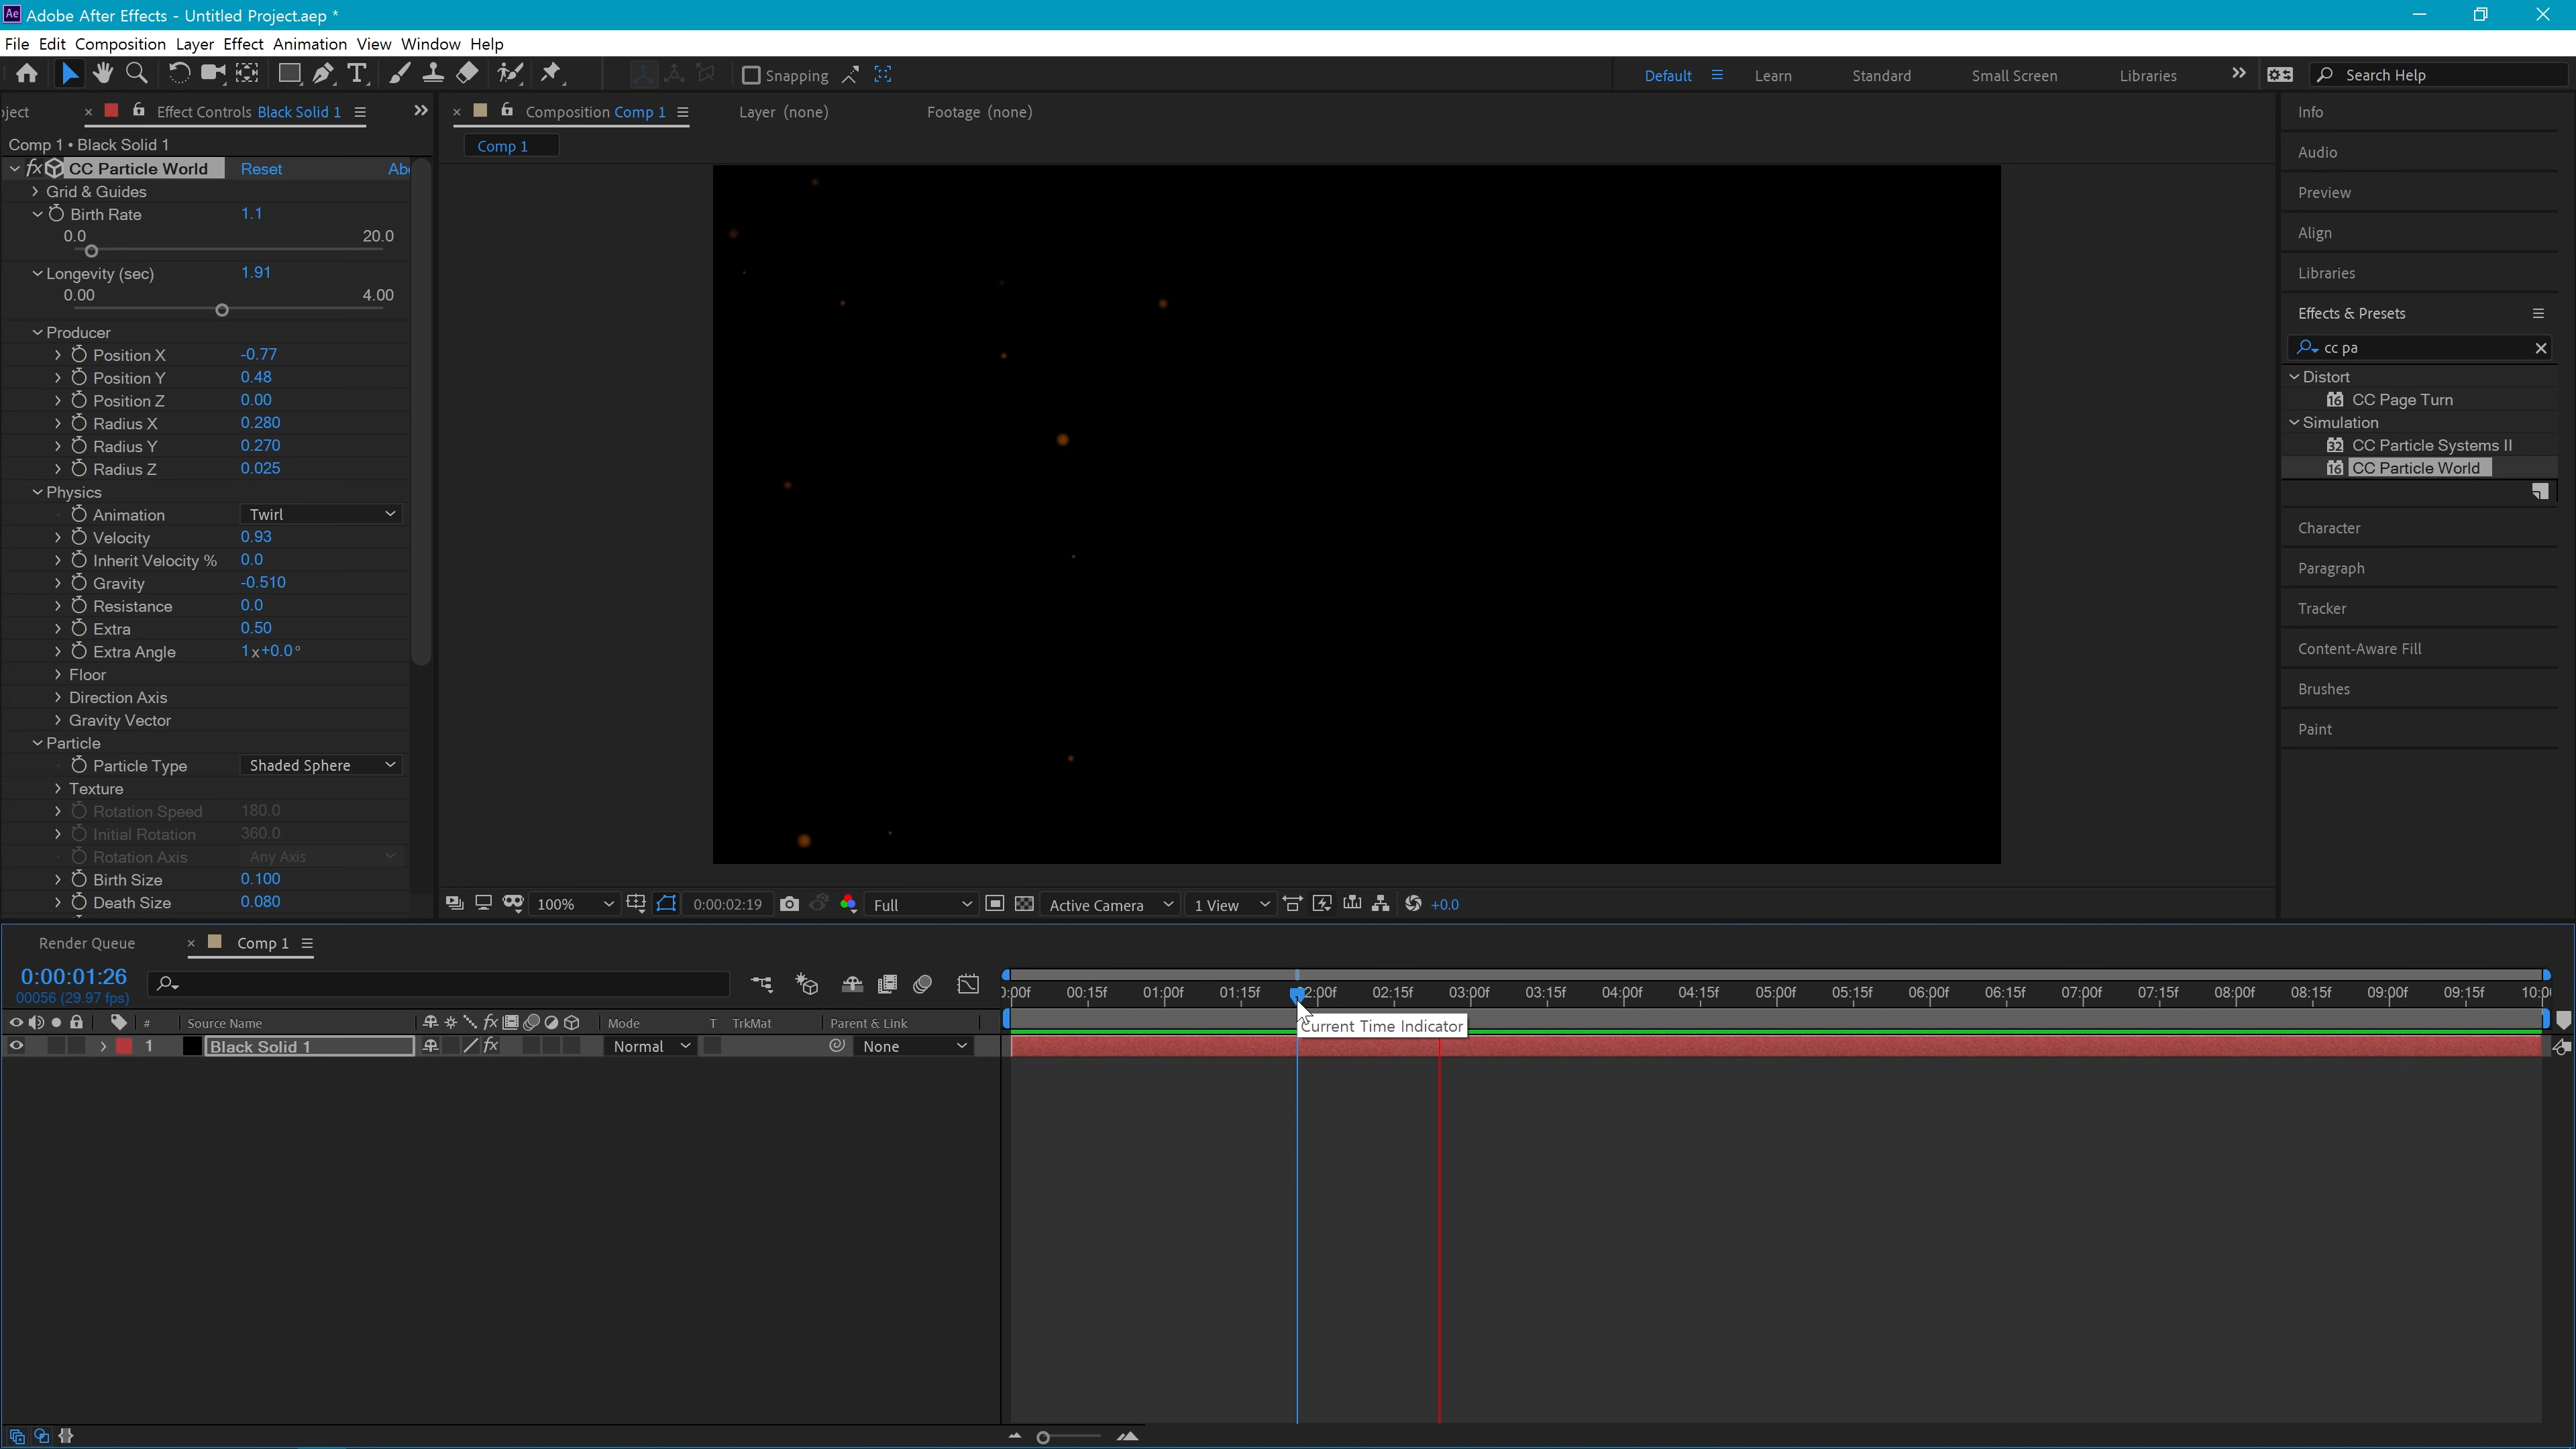 Ae Adobe After Effects - Untitled Project.aep *
File Edit Composition Layer Effect Animation View Window Help
Snapping
Default Learn Standard Small Screen Libraries Search Help
oject Effect Controls Black Solid 1
Composition Comp 1 Layer (none) Footage (none)
Comp 1 • Black Solid 1
Comp 1
fx CC Particle World Reset Abo
Grid & Guides
Birth Rate 1.1
0.0 20.0
Longevity (sec) 1.91
0.00 4.00
Producer
Position X -0.77
Position Y 0.48
Position Z 0.00
Radius X 0.280
Radius Y 0.270
Radius Z 0.025
Physics
Animation Twirl
Velocity 0.93
Inherit Velocity % 0.0
Gravity -0.510
Resistance 0.0
Extra 0.50
Extra Angle 1x+0.0°
Floor
Direction Axis
Gravity Vector
Particle
Particle Type Shaded Sphere
Texture
Rotation Speed 180.0
Initial Rotation 360.0
Rotation Axis Any Axis
Birth Size 0.100
Death Size 0.080
100% 0:00:02:19 Full Active Camera 1 View +0.0
Info
Audio
Preview
Align
Libraries
Effects & Presets
cc pa
Distort
16 CC Page Turn
Simulation
32 CC Particle Systems II
16 CC Particle World
Character
Paragraph
Tracker
Content-Aware Fill
Brushes
Paint
Render Queue Comp 1
0:00:01:26
00056 (29.97 fps)
):00f 00:15f 01:00f 01:15f 02:00f 02:15f 03:00f 03:15f 04:00f 04:15f 05:00f 05:15f 06:00f 06:15f 07:00f 07:15f 08:00f 08:15f 09:00f 09:15f 10:0
# Source Name fx Mode T TrkMat Parent & Link
Current Time Indicator
1 Black Solid 1 fx Normal None